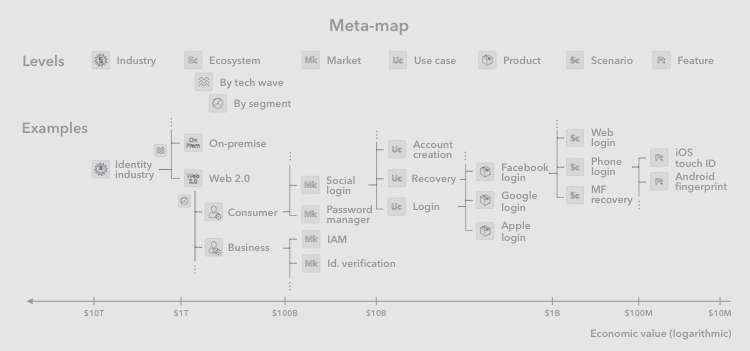 Meta-map
Levels
Industry
Ec Ecosystem
Mk Market
Uc Use case
Product
Sc Scenario
Ft Feature
By tech wave
By segment
Examples
Identity
industry
On
Prem
On-premise
Web
2.0
Web 2.0
Consumer
Business
Mk Social
login
Mk Password
manager
Mk IAM
Mk Id. verification
Uc Account
creation
Uc Recovery
Uc Login
Facebook
login
Google
login
Apple
login
Sc Web
login
Sc Phone
login
Sc MF
recovery
Ft iOS
touch ID
Ft Android
fingerprint
$10T $1T $100B $10B $1B $100M $10M
Economic value (logarithmic)